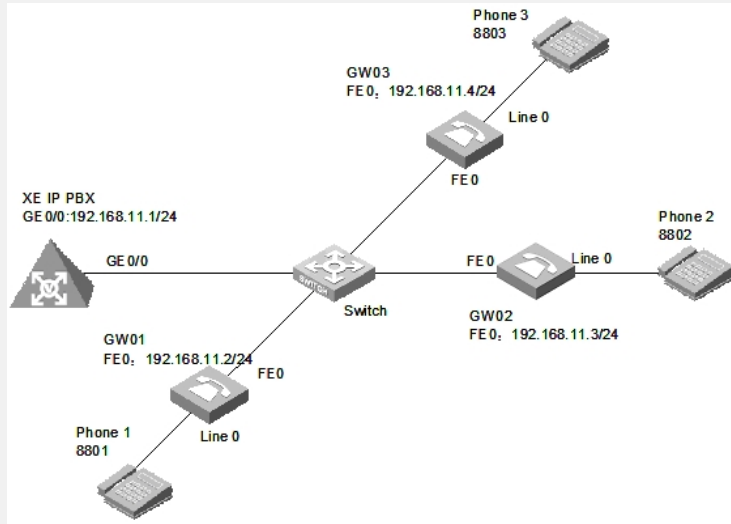 Phone 3
8803
GW03
FE0，192.168.11.4/24
Line 0
FE0
XE IP PBX
GE0/0:192.168.11.1/24
GE0/0
Phone 2
8802
FE0
Line 0
SWITCH
Switch
GW02
FE0，192.168.11.3/24
GW01
FE0，192.168.11.2/24
FE0
Line 0
Phone 1
8801